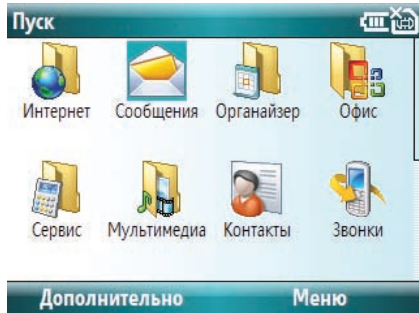 Пуск
Интернет Сообщения Органайзер Офис
Сервис Мультимедиа Контакты Звонки
Дополнительно Меню